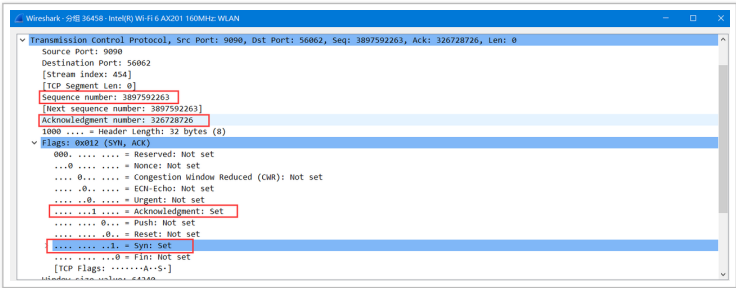 Wireshark · 分组 36458 · Intel(R) Wi-Fi 6 AX201 160MHz: WLAN
Transmission Control Protocol, Src Port: 9090, Dst Port: 56062, Seq: 3897592263, Ack: 326728726, Len: 0
Source Port: 9090
Destination Port: 56062
[Stream index: 454]
[TCP Segment Len: 0]
Sequence number: 3897592263
[Next sequence number: 3897592263]
Acknowledgment number: 326728726
1000 .... = Header Length: 32 bytes (8)
Flags: 0x012 (SYN, ACK)
000. .... .... = Reserved: Not set
...0 .... .... = Nonce: Not set
.... 0... .... = Congestion Window Reduced (CWR): Not set
.... .0.. .... = ECN-Echo: Not set
.... ..0. .... = Urgent: Not set
.... ...1 .... = Acknowledgment: Set
.... .... 0... = Push: Not set
.... .... .0.. = Reset: Not set
.... .... ..1. = Syn: Set
.... .... ...0 = Fin: Not set
[TCP Flags: ·······A··S·]
Window size value: 64240